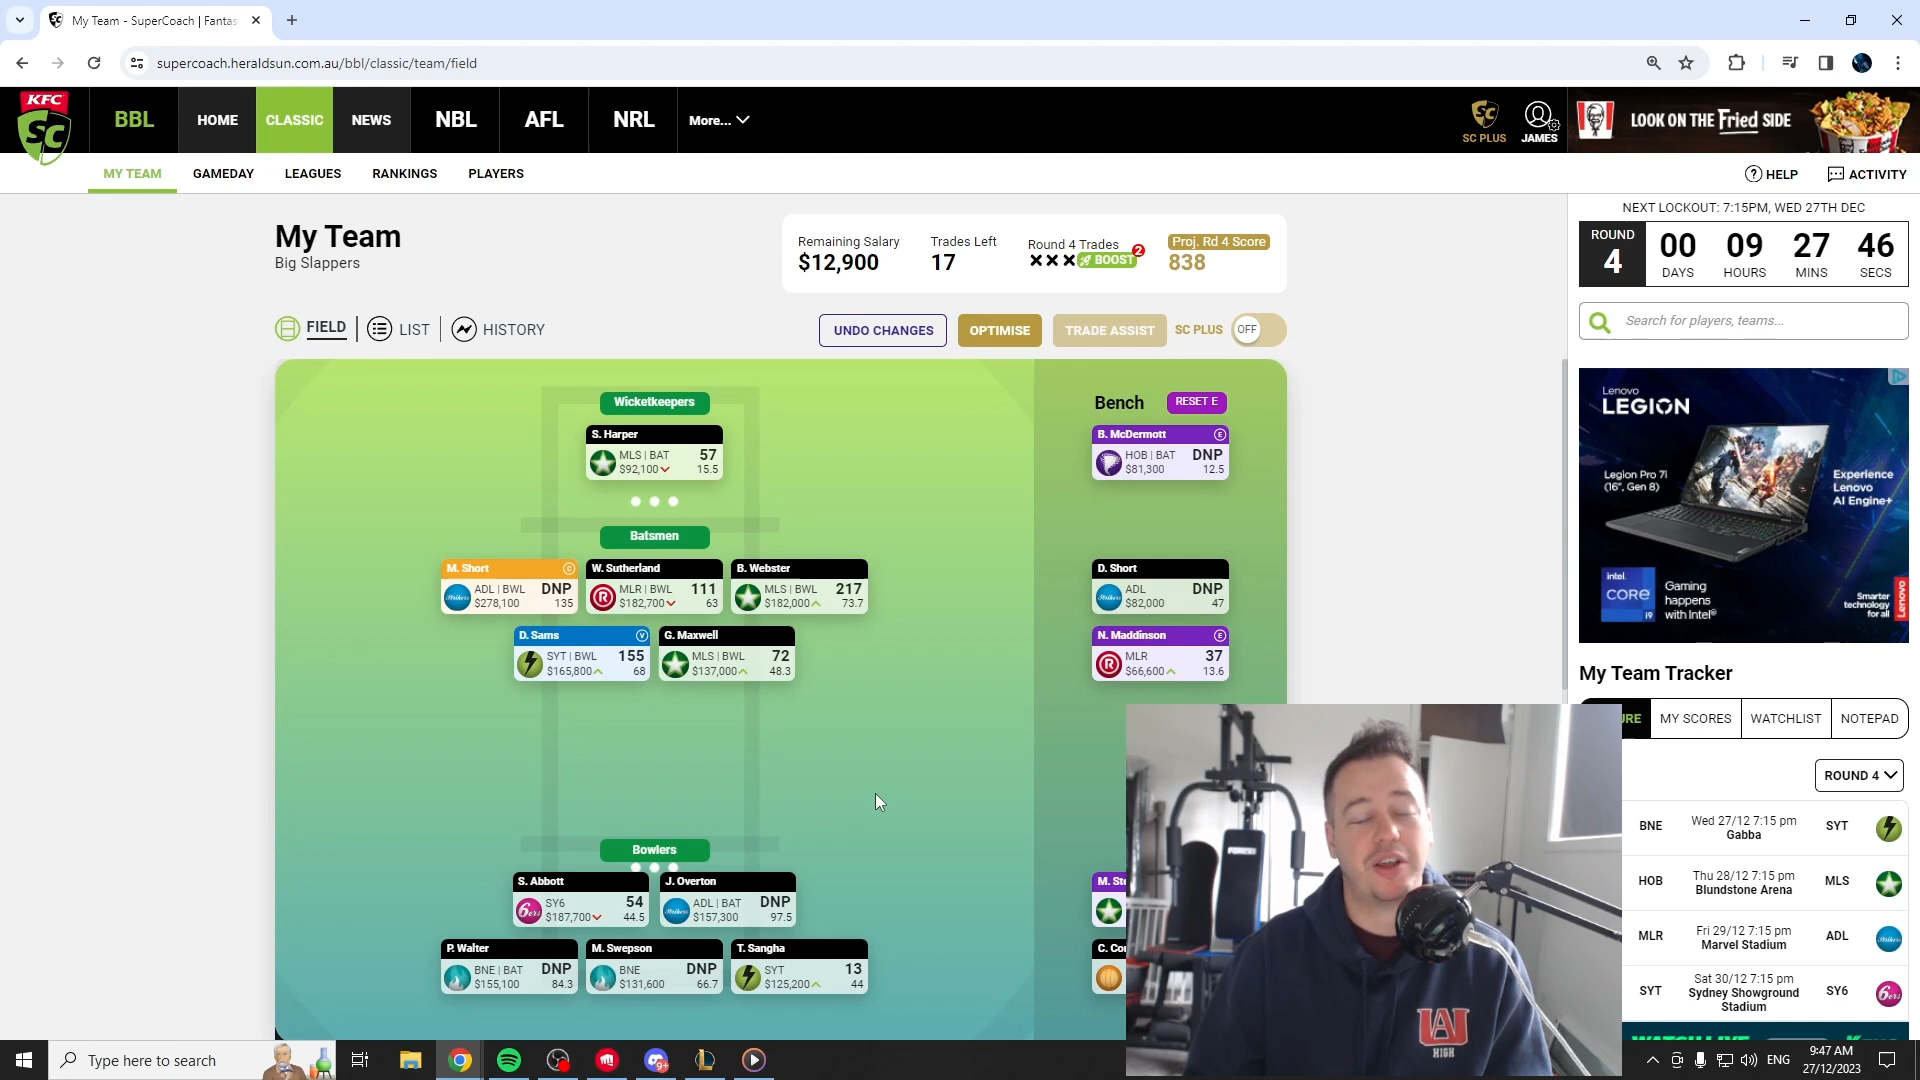 My Team - SuperCoach | Fantas
supercoach.heraldsun.com.au/bbl/classic/team/field
KFC
SC
BBL
HOME
CLASSIC
NEWS
NBL
AFL
NRL
More...
SC PLUS
JAMES
LOOK ON THE Fried SIDE
MY TEAM
GAMEDAY
LEAGUES
RANKINGS
PLAYERS
HELP
ACTIVITY
My Team
Big Slappers
Remaining Salary
$12,900
Trades Left
17
Round 4 Trades
BOOST
2
Proj. Rd 4 Score
838
NEXT LOCKOUT: 7:15PM, WED 27TH DEC
ROUND
4
00
DAYS
09
HOURS
27
MINS
46
SECS
Search for players, teams...
FIELD
LIST
HISTORY
UNDO CHANGES
OPTIMISE
TRADE ASSIST
SC PLUS
OFF
Wicketkeepers
S. Harper
MLS | BAT 57
$92,100 15.5
Bench
RESET E
B. McDermott E
HOB | BAT DNP
$81,300 12.5
Batsmen
M. Short C
ADL | BWL DNP
$278,100 135
W. Sutherland
MLR | BWL 111
$182,700 63
B. Webster
MLS | BWL 217
$182,000 73.7
D. Short
ADL DNP
$82,000 47
D. Sams V
SYT | BWL 155
$165,800 68
G. Maxwell
MLS | BWL 72
$137,000 48.3
N. Maddinson E
MLR 37
$66,600 13.6
Bowlers
S. Abbott
SY6 54
$187,700 44.5
J. Overton
ADL | BAT DNP
$157,300 97.5
P. Walter
BNE | BAT DNP
$155,100 84.3
M. Swepson
BNE DNP
$131,600 66.7
T. Sangha
SYT 13
$125,200 44
HIGH
Lenovo
LEGION
Legion Pro 7i
(16", Gen 8)
Experience
Lenovo
AI Engine+
intel.
CORE
i9
Gaming
happens
with Intel®
Smarter
technology
for all
Lenovo
My Team Tracker
MY SCORES
WATCHLIST
NOTEPAD
ROUND 4
BNE
Wed 27/12 7:15 pm
Gabba
SYT
HOB
Thu 28/12 7:15 pm
Blundstone Arena
MLS
MLR
Fri 29/12 7:15 pm
Marvel Stadium
ADL
SYT
Sat 30/12 7:15 pm
Sydney Showground
Stadium
SY6
Type here to search
ENG
9:47 AM
27/12/2023